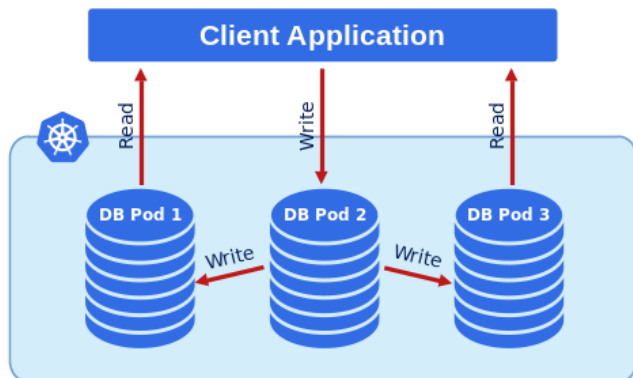 Client Application
Read
Write
Read
DB Pod 1
DB Pod 2
DB Pod 3
Write
Write